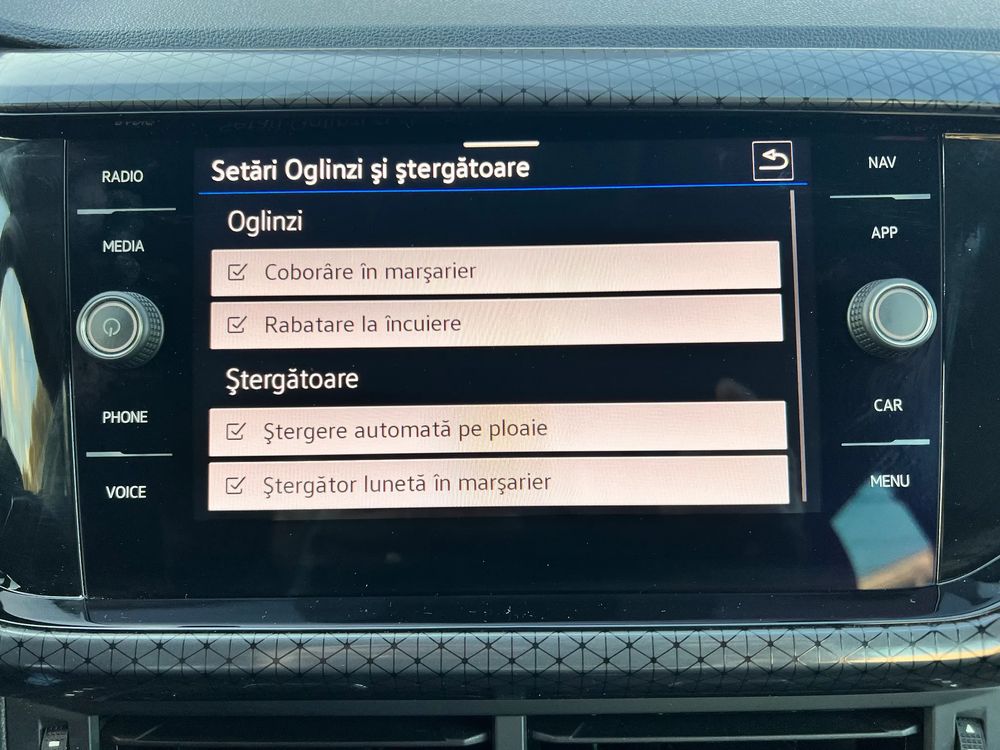 Setări Oglinzi şi ştergătoare
Oglinzi
Coborâre în marşarier
Rabatare la încuiere
Ştergătoare
Ştergere automată pe ploaie
Ştergător lunetă în marşarier
RADIO
MEDIA
PHONE
VOICE
NAV
APP
CAR
MENU